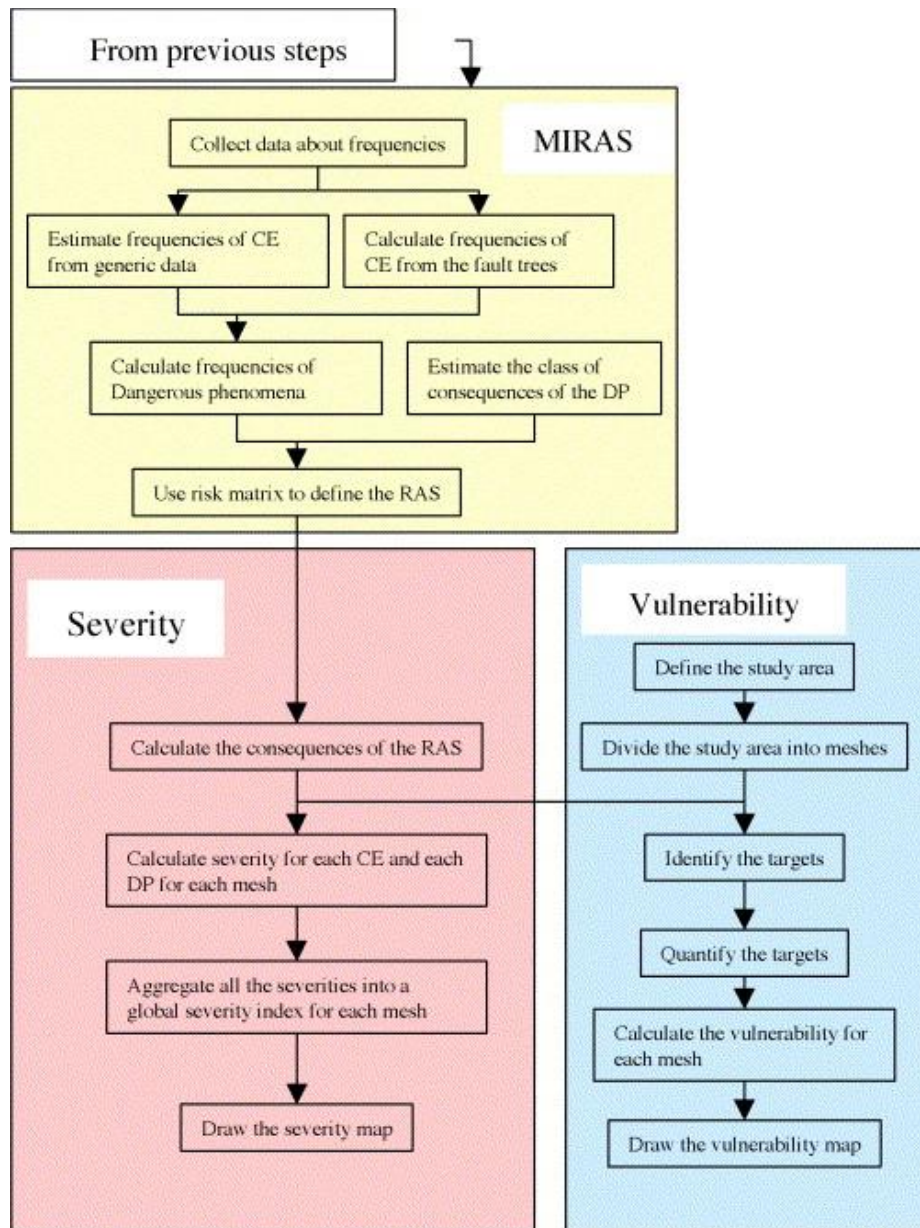 From previous steps
MIRAS
Collect data about frequencies
Estimate frequencies of CE
from generic data
Calculate frequencies of
CE from the fault trees
Calculate frequencies of
Dangerous phenomena
Estimate the class of
consequences of the DP
Use risk matrix to define the RAS
Severity
Calculate the consequences of the RAS
Calculate severity for each CE and each
DP for each mesh
Aggregate all the severities into a
global severity index for each mesh
Draw the severity map
Vulnerability
Define the study area
Divide the study area into meshes
Identify the targets
Quantify the targets
Calculate the vulnerability for
each mesh
Draw the vulnerability map